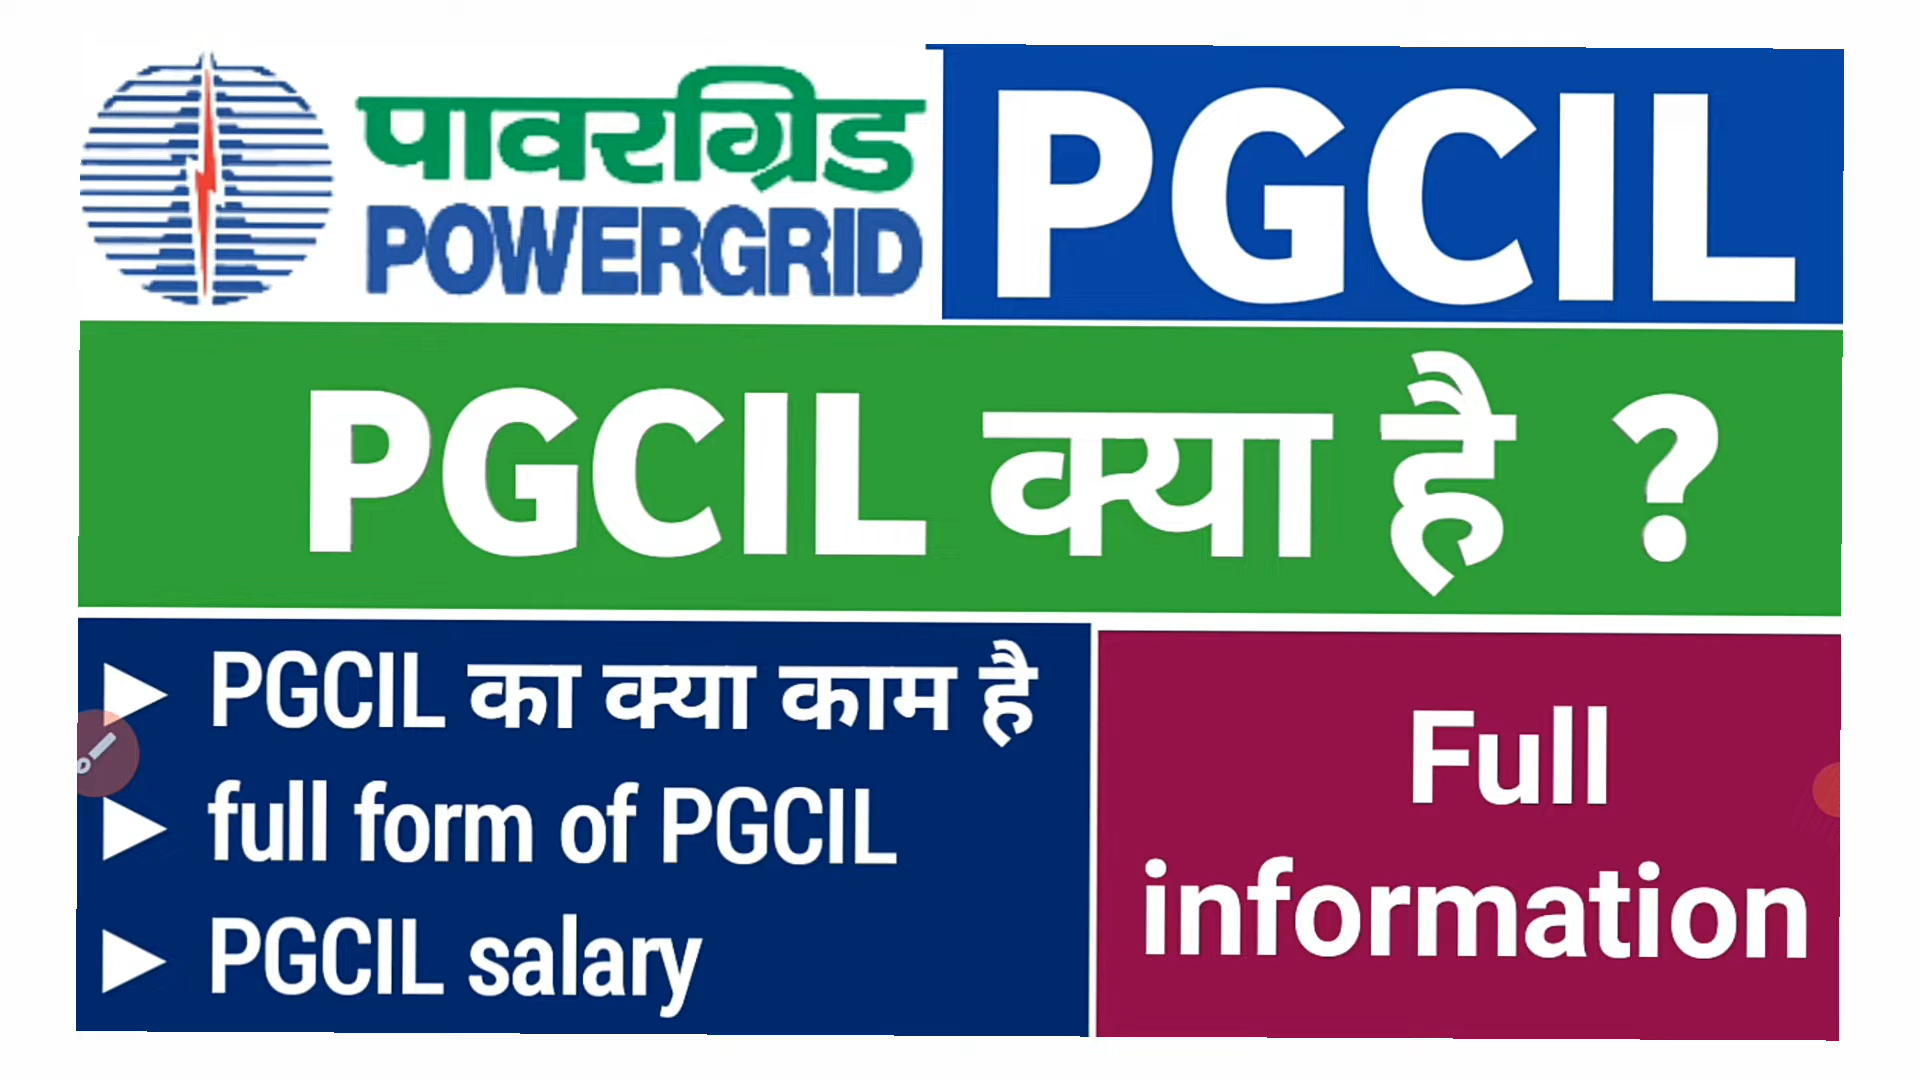 पावरग्रिड
POWERGRID
PGCIL
PGCIL क्या है ?
► PGCIL का क्या काम है
► full form of PGCIL
► PGCIL salary
Full
information